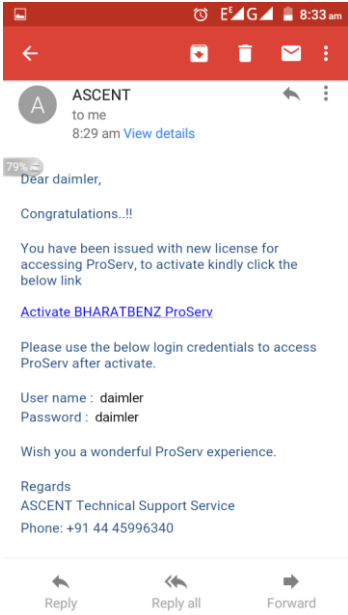 E E G 8:33 am
A
ASCENT
to me
8:29 am View details
79%
Dear daimler,
Congratulations..!!
You have been issued with new license for
accessing ProServ, to activate kindly click the
below link
Activate BHARATBENZ ProServ
Please use the below login credentials to access
ProServ after activate.
User name : daimler
Password : daimler
Wish you a wonderful ProServ experience.
Regards
ASCENT Technical Support Service
Phone: +91 44 45996340
Reply Reply all Forward